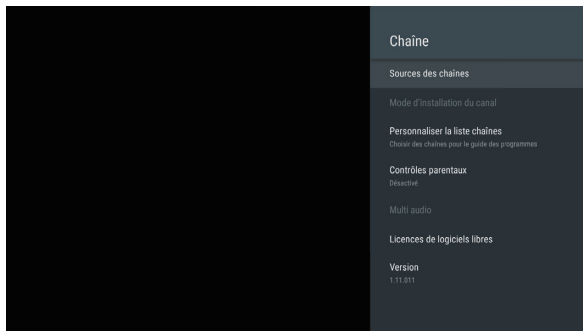 Chaîne
Sources des chaînes
Mode d'installation du canal
Personnaliser la liste chaînes
Choisir des chaînes pour le guide des programmes
Contrôles parentaux
Désactivé
Multi audio
Licences de logiciels libres
Version
1.11.011